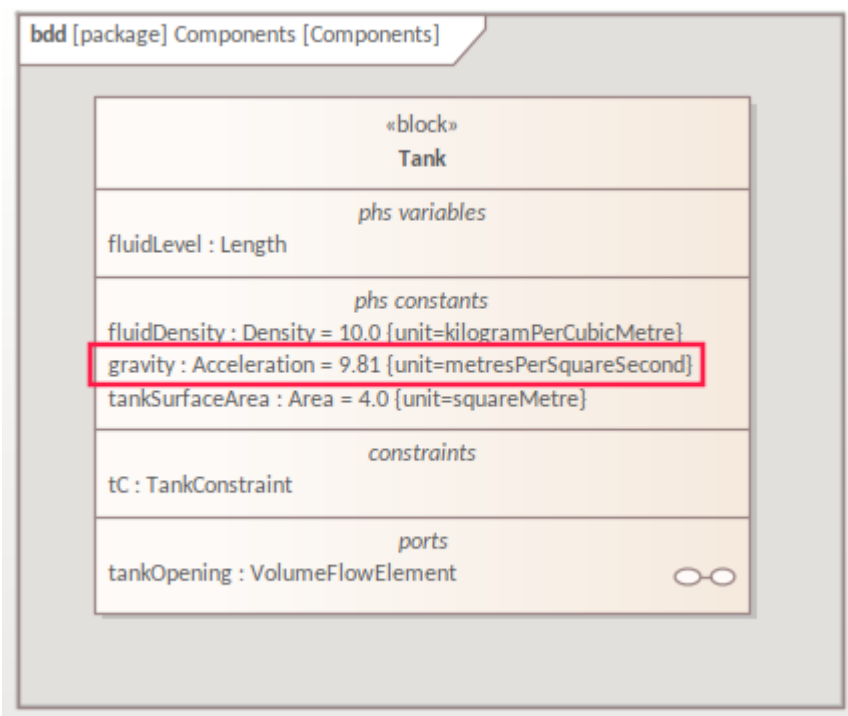 bdd [package] Components [Components]
«block»
Tank
phs variables
fluidLevel : Length
phs constants
fluidDensity : Density = 10.0 {unit=kilogramPerCubicMetre}
gravity : Acceleration = 9.81 {unit=metresPerSquareSecond}
tankSurfaceArea : Area = 4.0 {unit=squareMetre}
constraints
tC : TankConstraint
ports
tankOpening : VolumeFlowElement